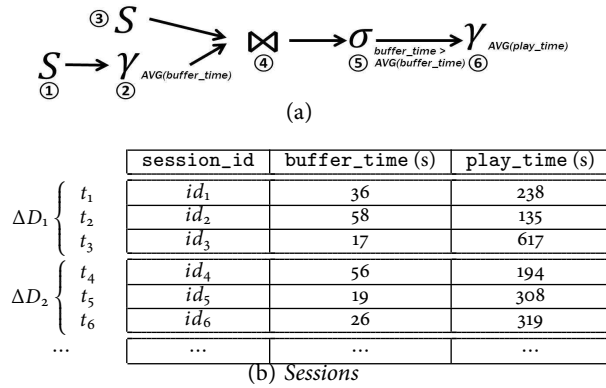 ③ S
⋈ → σ buffer_time > AVG(buffer_time) → γ AVG(play_time)
S → γ AVG(buffer_time)
① ② ④ ⑤ ⑥
(a)
session_id buffer_time (s) play_time (s)
t₁ id₁ 36 238
ΔD₁ { t₂ id₂ 58 135
t₃ id₃ 17 617
t₄ id₄ 56 194
ΔD₂ { t₅ id₅ 19 308
t₆ id₆ 26 319
... ... ... ...
(b) Sessions